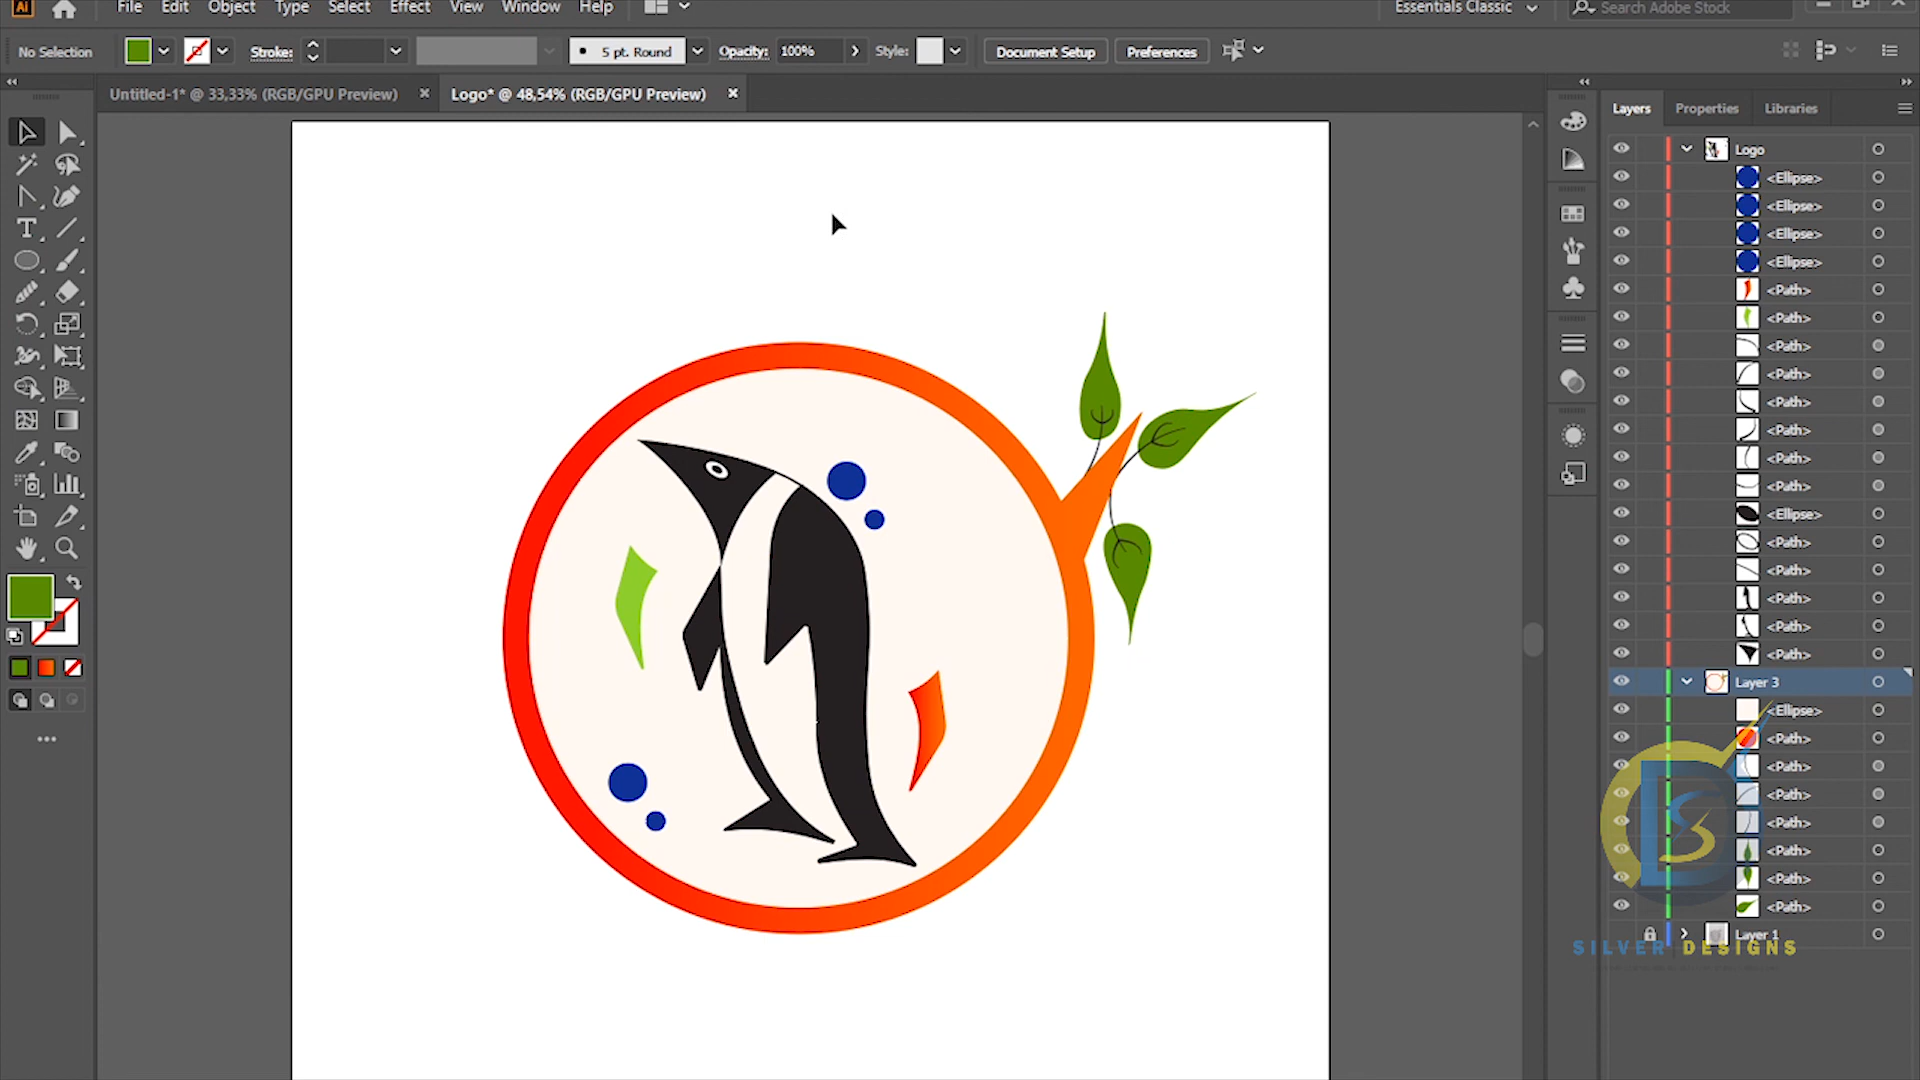 Ai File Edit Object Type Select Effect View Window Help Essentials Classic Search Adobe Stock
No Selection Stroke: 5 pt. Round Opacity: 100% Style: Document Setup Preferences
Untitled-1* @ 33,33% (RGB/GPU Preview) Logo* @ 48,54% (RGB/GPU Preview)
Layers Properties Libraries
Logo
<Ellipse>
<Ellipse>
<Ellipse>
<Ellipse>
<Path>
<Path>
<Path>
<Path>
<Path>
<Path>
<Path>
<Path>
<Ellipse>
<Path>
<Path>
<Path>
<Path>
<Path>
Layer 3
<Ellipse>
<Path>
<Path>
<Path>
<Path>
<Path>
<Path>
<Path>
Layer 1
SILVER DESIGNS